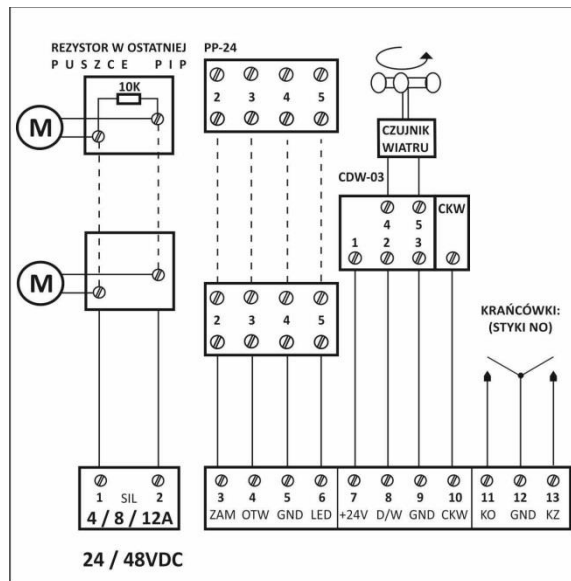 REZYSTOR W OSTATNIEJ
PUSZCE PIP
10K
M
M
1 SIL 2
4 / 8 / 12A
24 / 48VDC
PP-24
2 3 4 5
2 3 4 5
CZUJNIK
WIATRU
CDW-03
4 5 CKW
1 2 3
KRAŃCÓWKI:
(STYKI NO)
3 4 5 6 7 8 9 10 11 12 13
ZAM OTW GND LED +24V D/W GND CKW KO GND KZ